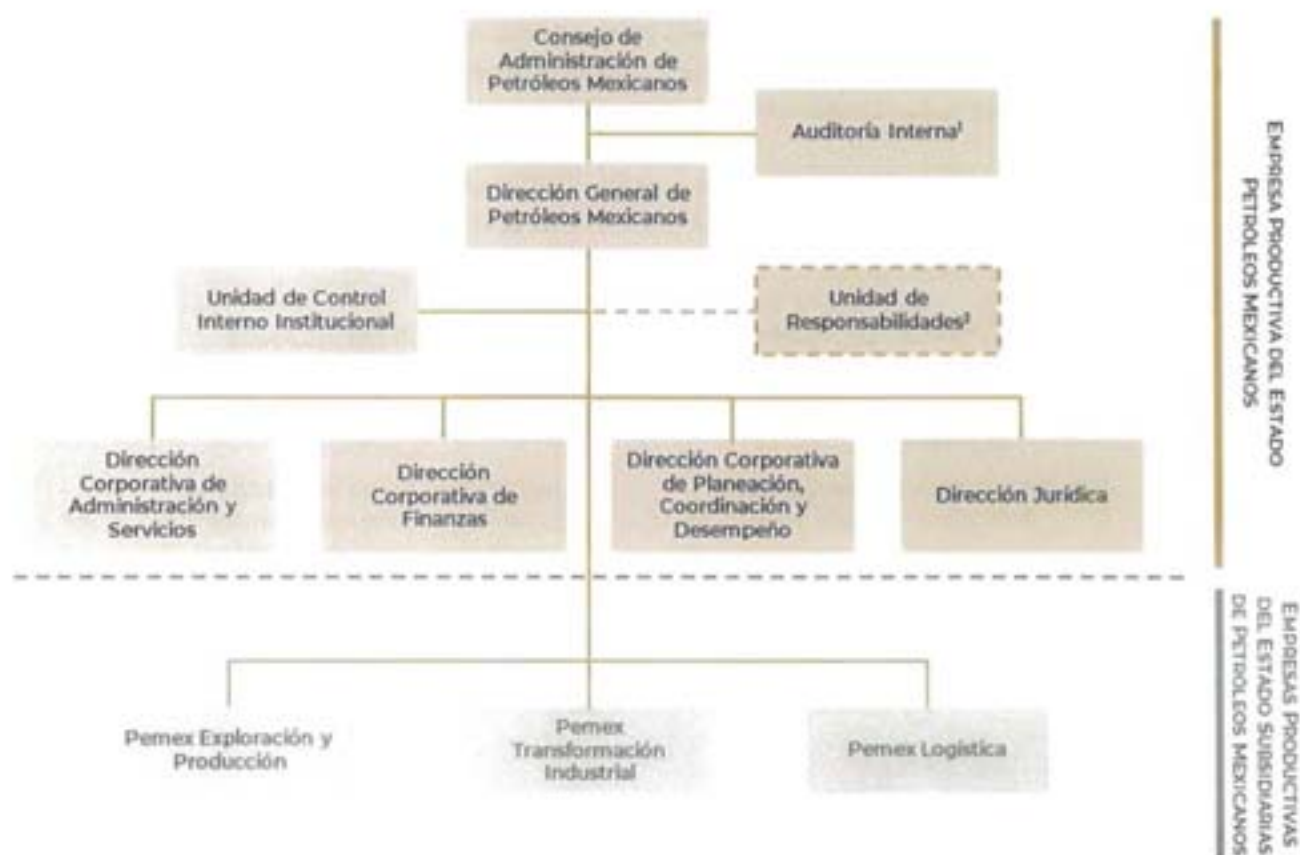 Consejo de
Administración de
Petróleos Mexicanos
Auditoría Interna¹
Dirección General de
Petróleos Mexicanos
Unidad de Control
Interno Institucional
Unidad de
Responsabilidades²
Dirección
Corporativa de
Administración y
Servicios
Dirección
Corporativa de
Finanzas
Dirección Corporativa
de Planeación,
Coordinación y
Desempeño
Dirección Jurídica
EMPRESA PRODUCTIVA DEL ESTADO
PETRÓLEOS MEXICANOS
Pemex Exploración y
Producción
Pemex
Transformación
Industrial
Pemex Logística
EMPRESAS PRODUCTIVAS
DEL ESTADO SUBSIDIARIAS
DE PETRÓLEOS MEXICANOS